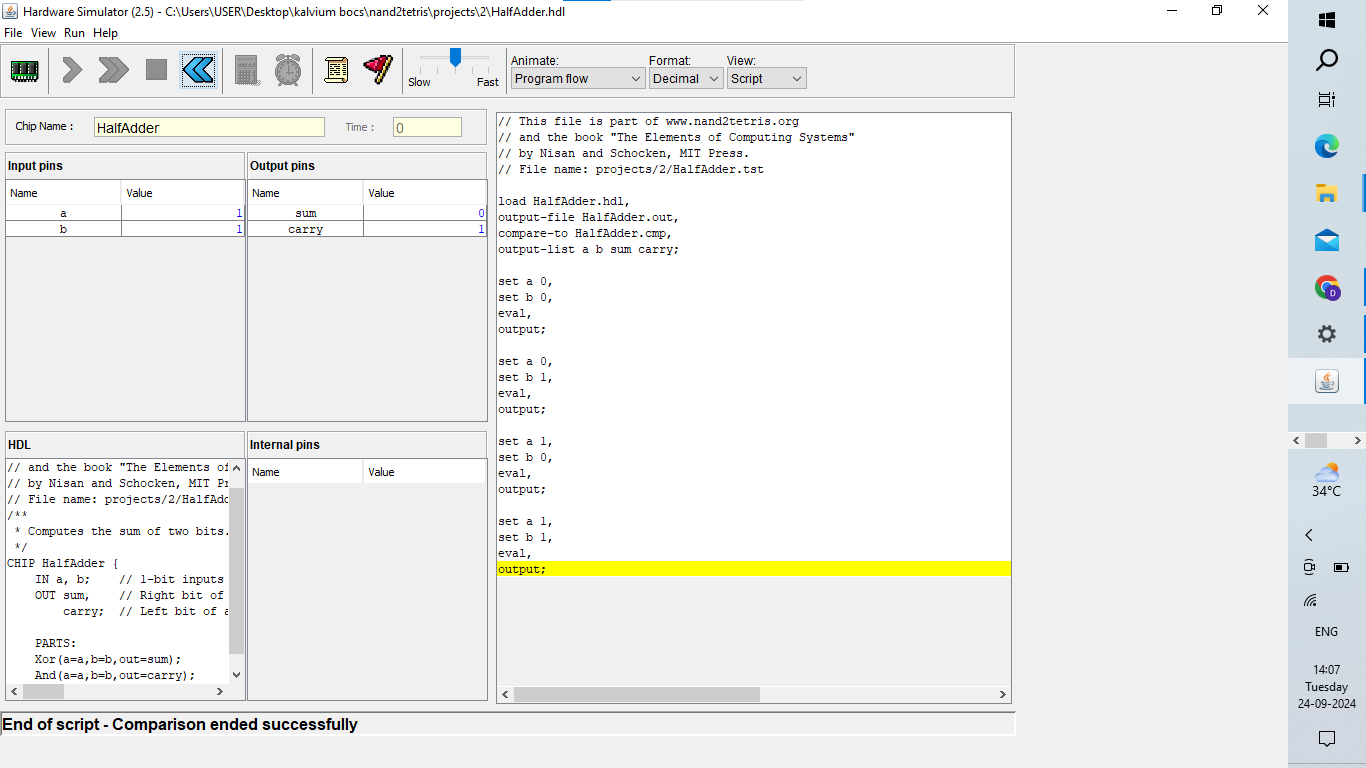 Hardware Simulator (2.5) - C:\Users\USER\Desktop\kalvium bocs\nand2tetris\projects\2\HalfAdder.hdl
File View Run Help
Slow Fast
Animate:
Program flow
Format:
Decimal
View:
Script
Chip Name :
HalfAdder
Time :
0
Input pins
Name Value
a 1
b 1
Output pins
Name Value
sum 0
carry 1
HDL
// and the book "The Elements of
// by Nisan and Schocken, MIT Pr
// File name: projects/2/HalfAdd
/**
* Computes the sum of two bits.
*/
CHIP HalfAdder {
IN a, b; // 1-bit inputs
OUT sum, // Right bit of
carry; // Left bit of a
PARTS:
Xor(a=a,b=b,out=sum);
And(a=a,b=b,out=carry);
Internal pins
Name Value
// This file is part of www.nand2tetris.org
// and the book "The Elements of Computing Systems"
// by Nisan and Schocken, MIT Press.
// File name: projects/2/HalfAdder.tst
load HalfAdder.hdl,
output-file HalfAdder.out,
compare-to HalfAdder.cmp,
output-list a b sum carry;
set a 0,
set b 0,
eval,
output;
set a 0,
set b 1,
eval,
output;
set a 1,
set b 0,
eval,
output;
set a 1,
set b 1,
eval,
output;
End of script - Comparison ended successfully
D
34°C
ENG
14:07
Tuesday
24-09-2024